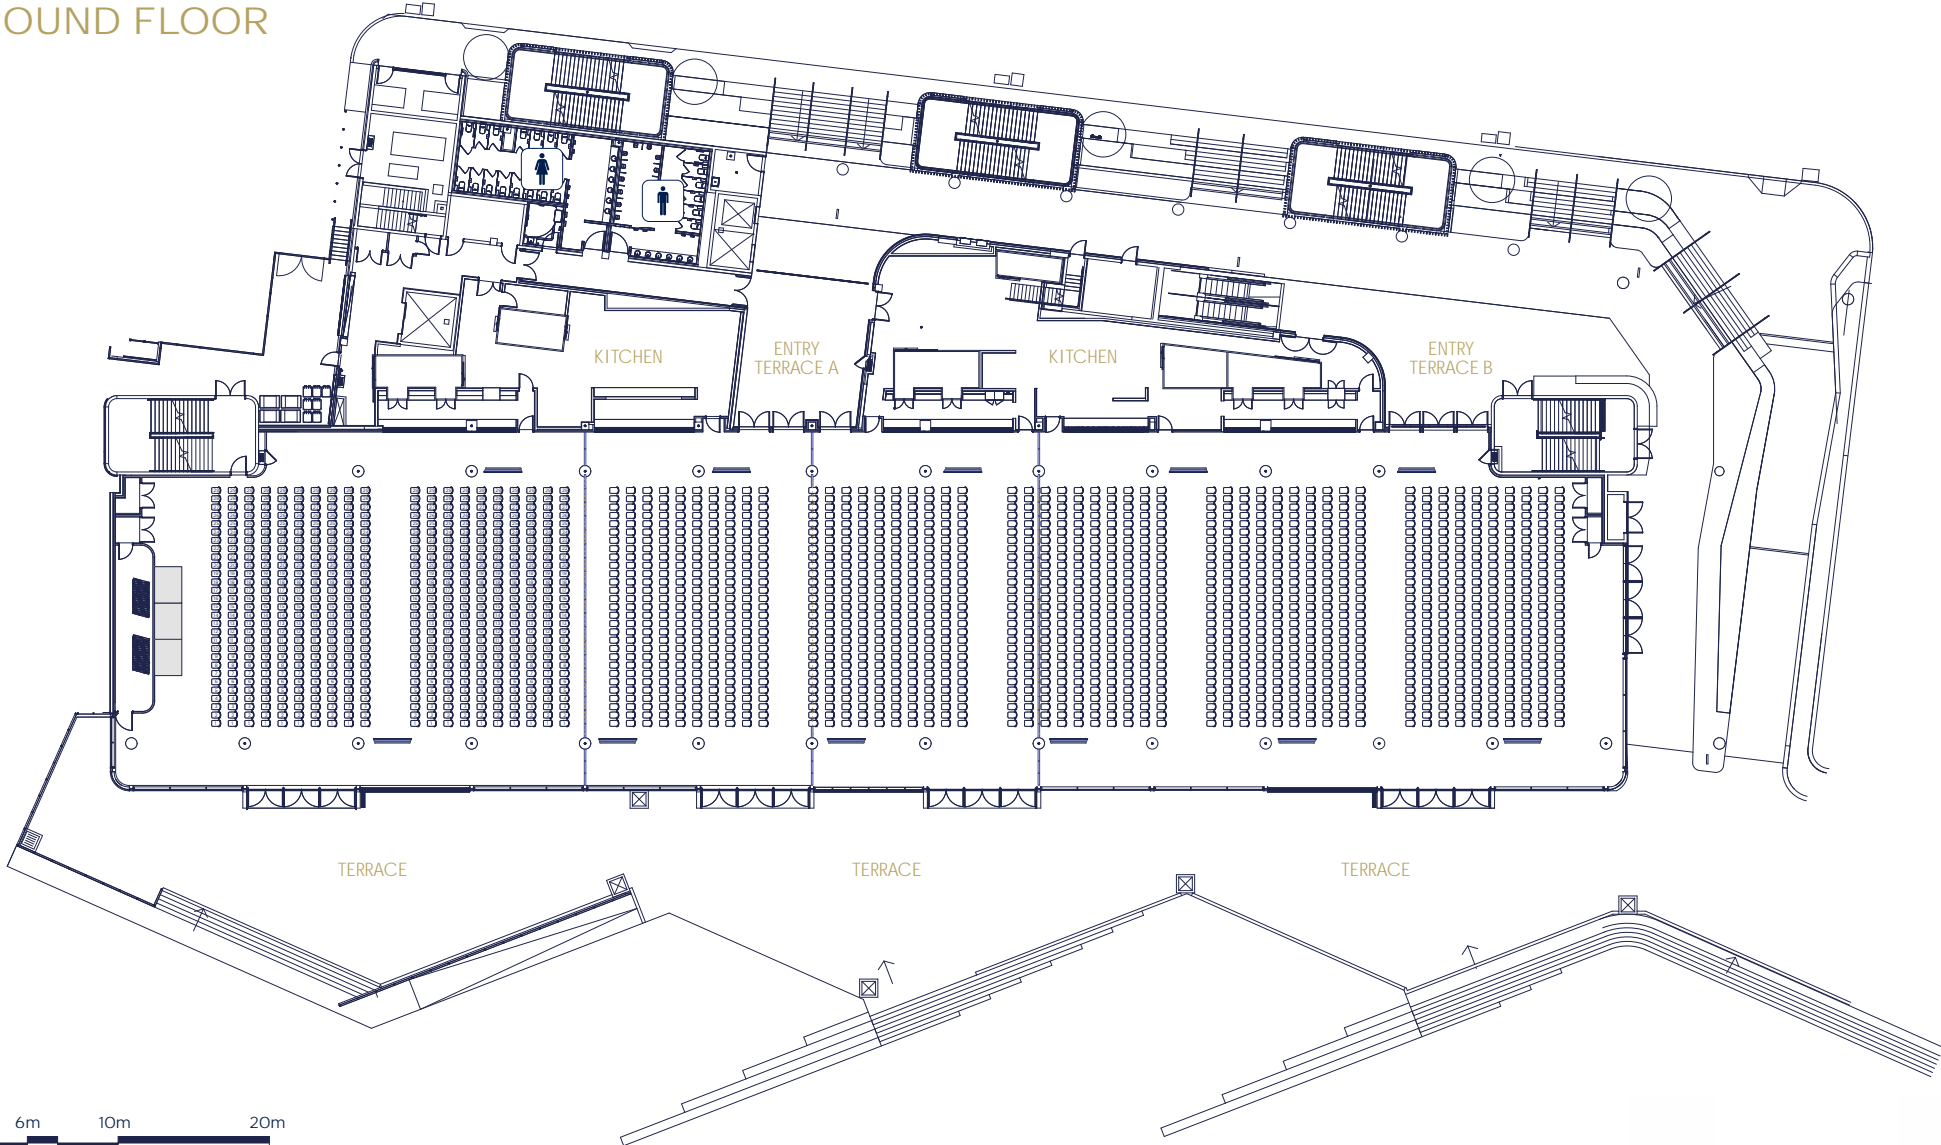 OUND FLOOR
KITCHEN
ENTRY
TERRACE A
KITCHEN
ENTRY
TERRACE B
TERRACE
TERRACE
TERRACE
6m 10m 20m